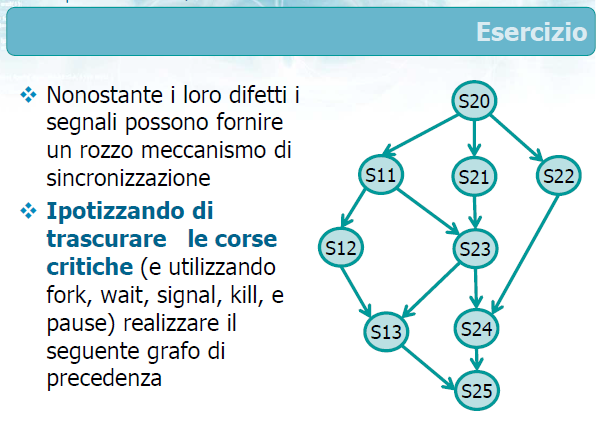 Esercizio
Nonostante i loro difetti i
segnali possono fornire
un rozzo meccanismo di
sincronizzazione
Ipotizzando di
trascurare le corse
critiche (e utilizzando
fork, wait, signal, kill, e
pause) realizzare il
seguente grafo di
precedenza
S20
S11 S21 S22
S12 S23
S13 S24
S25